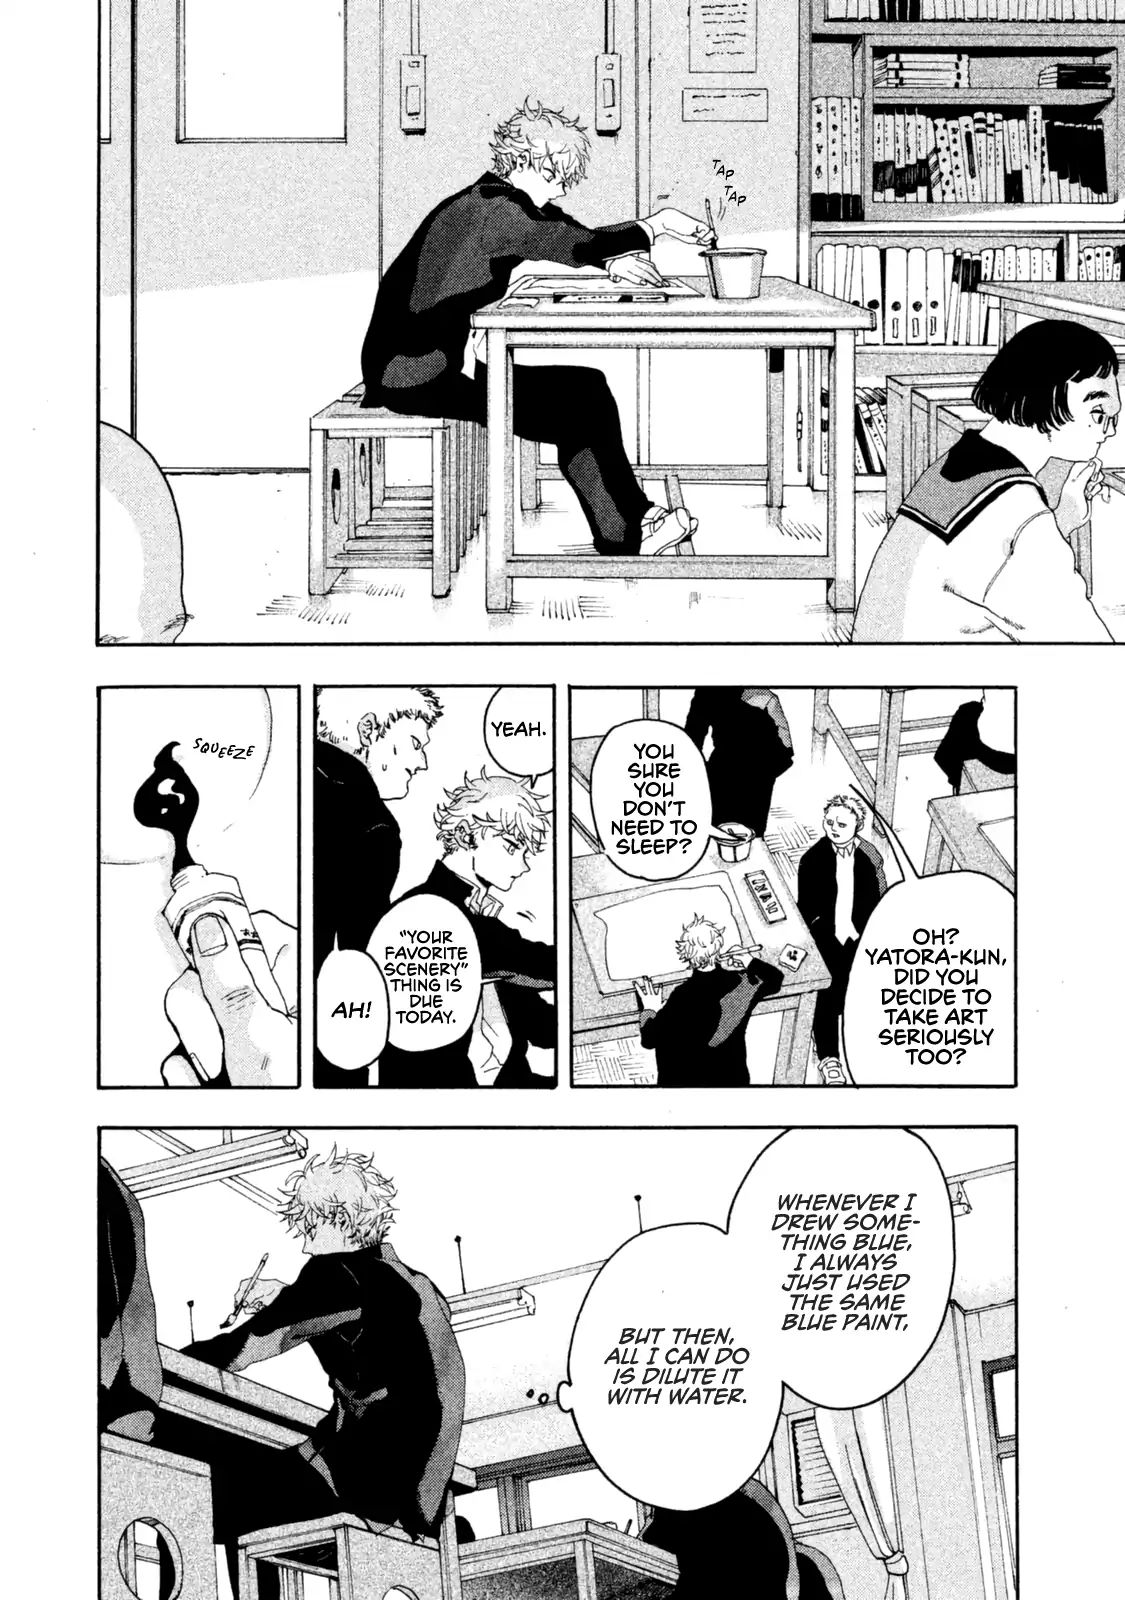 TAP
TAP
OH?
YATORA-KUN,
DID YOU
DECIDE TO
TAKE ART
SERIOUSLY
TOO?
YOU
SURE
YOU
DON'T
NEED TO
SLEEP?
YEAH.
"YOUR
FAVORITE
SCENERY"
THING IS
DUE
TODAY.
AH!
SQUEEZE
WHENEVER I
DREW SOME-
THING BLUE,
I ALWAYS
JUST USED
THE SAME
BLUE PAINT,
BUT THEN,
ALL I CAN DO
IS DILUTE IT
WITH WATER.